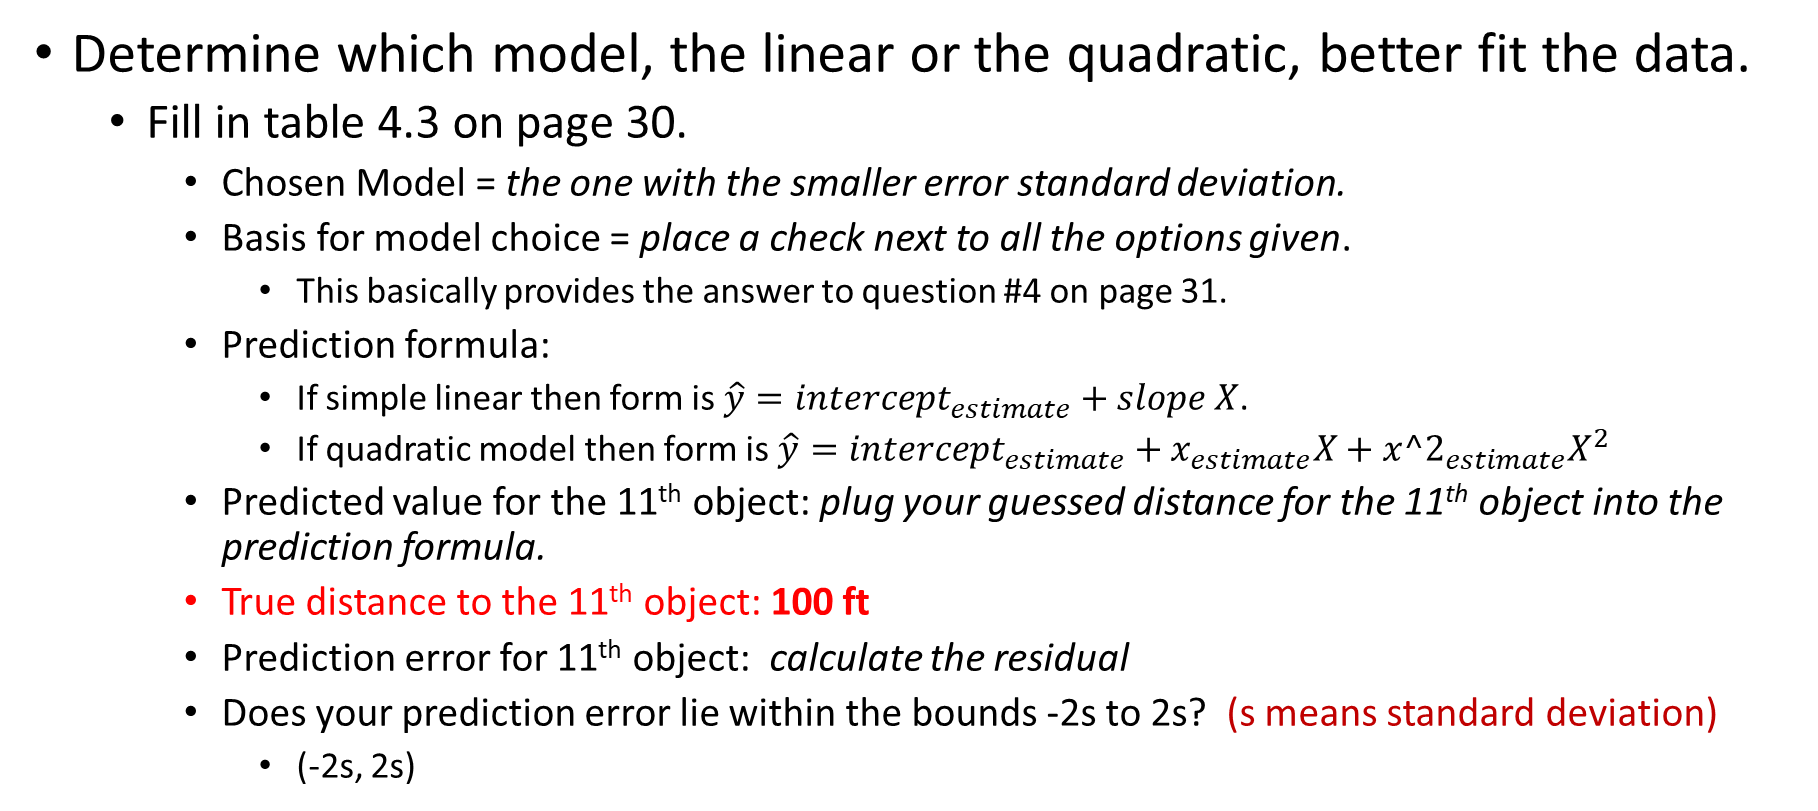 • Determine which model, the linear or the quadratic, better fit the data.
• Fill in table 4.3 on page 30.
• Chosen Model = the one with the smaller error standard deviation.
• Basis for model choice = place a check next to all the options given.
• This basically provides the answer to question #4 on page 31.
• Prediction formula:
• If simple linear then form is ŷ = intercept_estimate + slope X.
• If quadratic model then form is ŷ = intercept_estimate + x_estimate X + x^2_estimate X²
• Predicted value for the 11th object: plug your guessed distance for the 11th object into the
prediction formula.
• True distance to the 11th object: 100 ft
• Prediction error for 11th object: calculate the residual
• Does your prediction error lie within the bounds -2s to 2s? (s means standard deviation)
• (-2s, 2s)